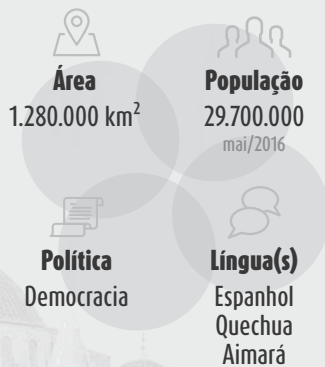 Área
1.280.000 km²
População
29.700.000
mai/2016
Política
Democracia
Língua(s)
Espanhol
Quechua
Aimará